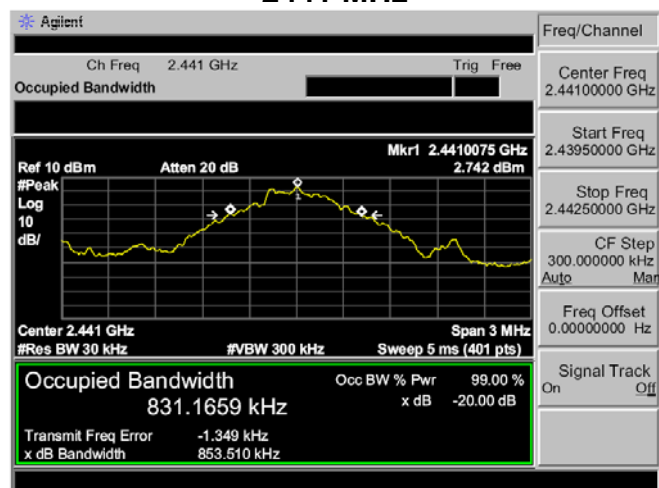 Agilent
Freq/Channel
Ch Freq 2.441 GHz Trig Free
Occupied Bandwidth
Center Freq
2.44100000 GHz
Start Freq
2.43950000 GHz
Stop Freq
2.44250000 GHz
CF Step
300.000000 kHz
Auto Man
Freq Offset
0.00000000 Hz
Signal Track
On Off
Mkr1 2.4410075 GHz
Ref 10 dBm Atten 20 dB 2.742 dBm
#Peak
Log
10
dB/
1
Center 2.441 GHz Span 3 MHz
#Res BW 30 kHz #VBW 300 kHz Sweep 5 ms (401 pts)
Occupied Bandwidth Occ BW % Pwr 99.00 %
831.1659 kHz x dB -20.00 dB
Transmit Freq Error -1.349 kHz
x dB Bandwidth 853.510 kHz